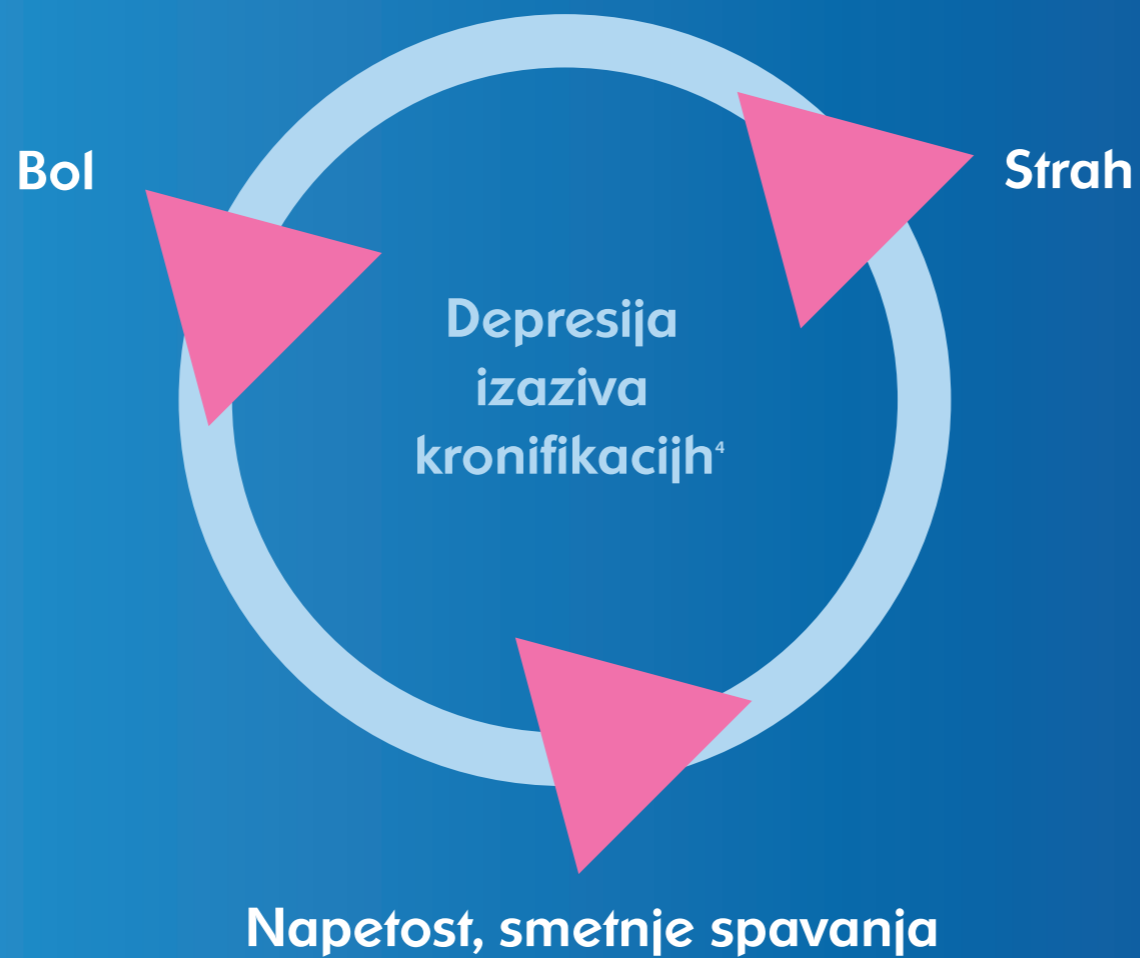 Bol
Strah
Depresija
izaziva
kronifikacijh⁴
Napetost, smetnje spavanja